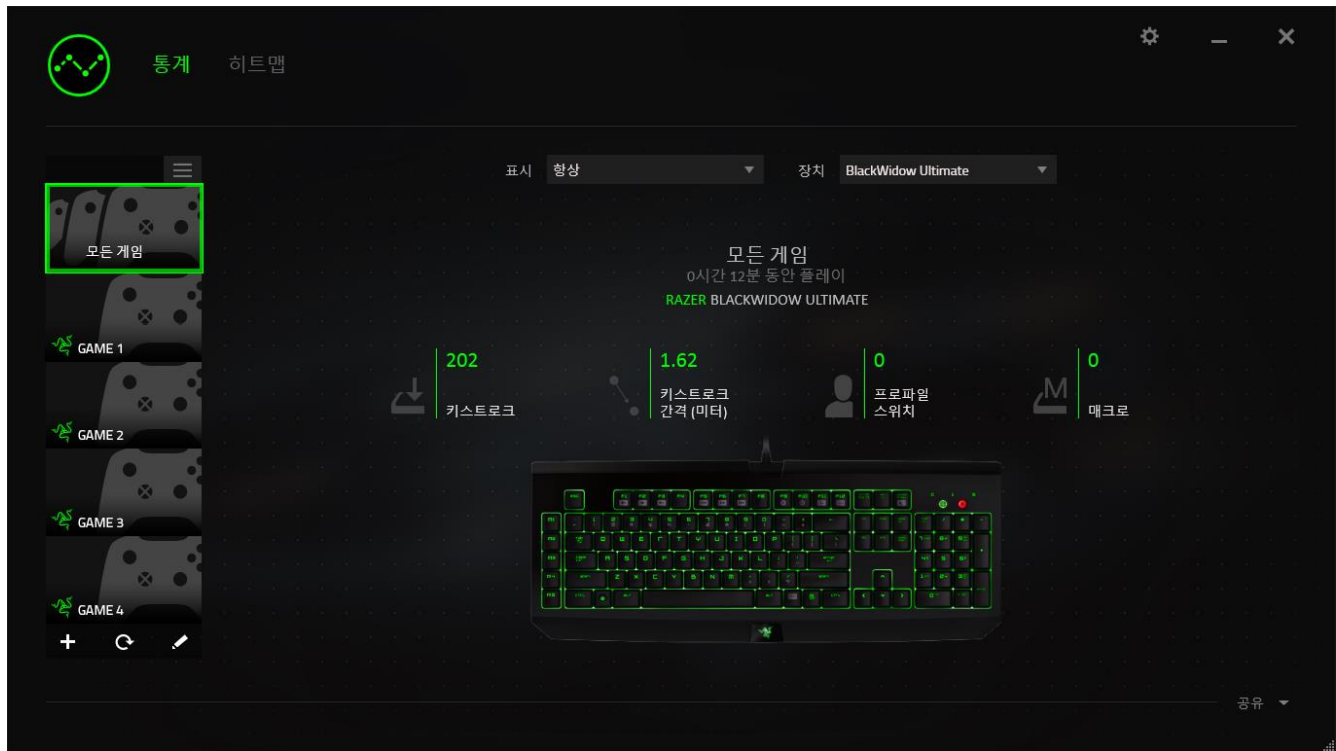 통계 히트맵
표시 항상 장치 BlackWidow Ultimate
모든 게임
GAME 1
GAME 2
GAME 3
GAME 4
모든 게임
0시간 12분 동안 플레이
RAZER BLACKWIDOW ULTIMATE
202
키스트로크
1.62
키스트로크
간격 (미터)
0
프로파일
스위치
M
0
매크로
공유